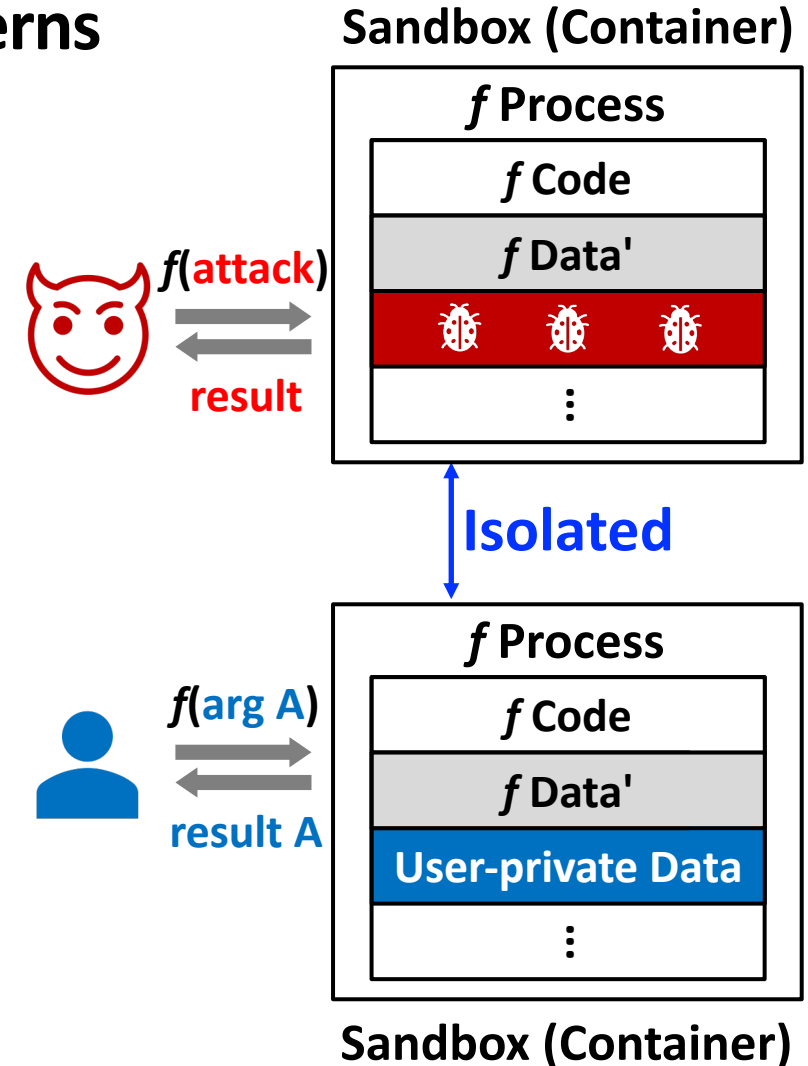 erns
Sandbox (Container)
f Process
f Code
f Data'
⋮
f(attack)
result
Isolated
f Process
f Code
f Data'
User-private Data
⋮
f(arg A)
result A
Sandbox (Container)